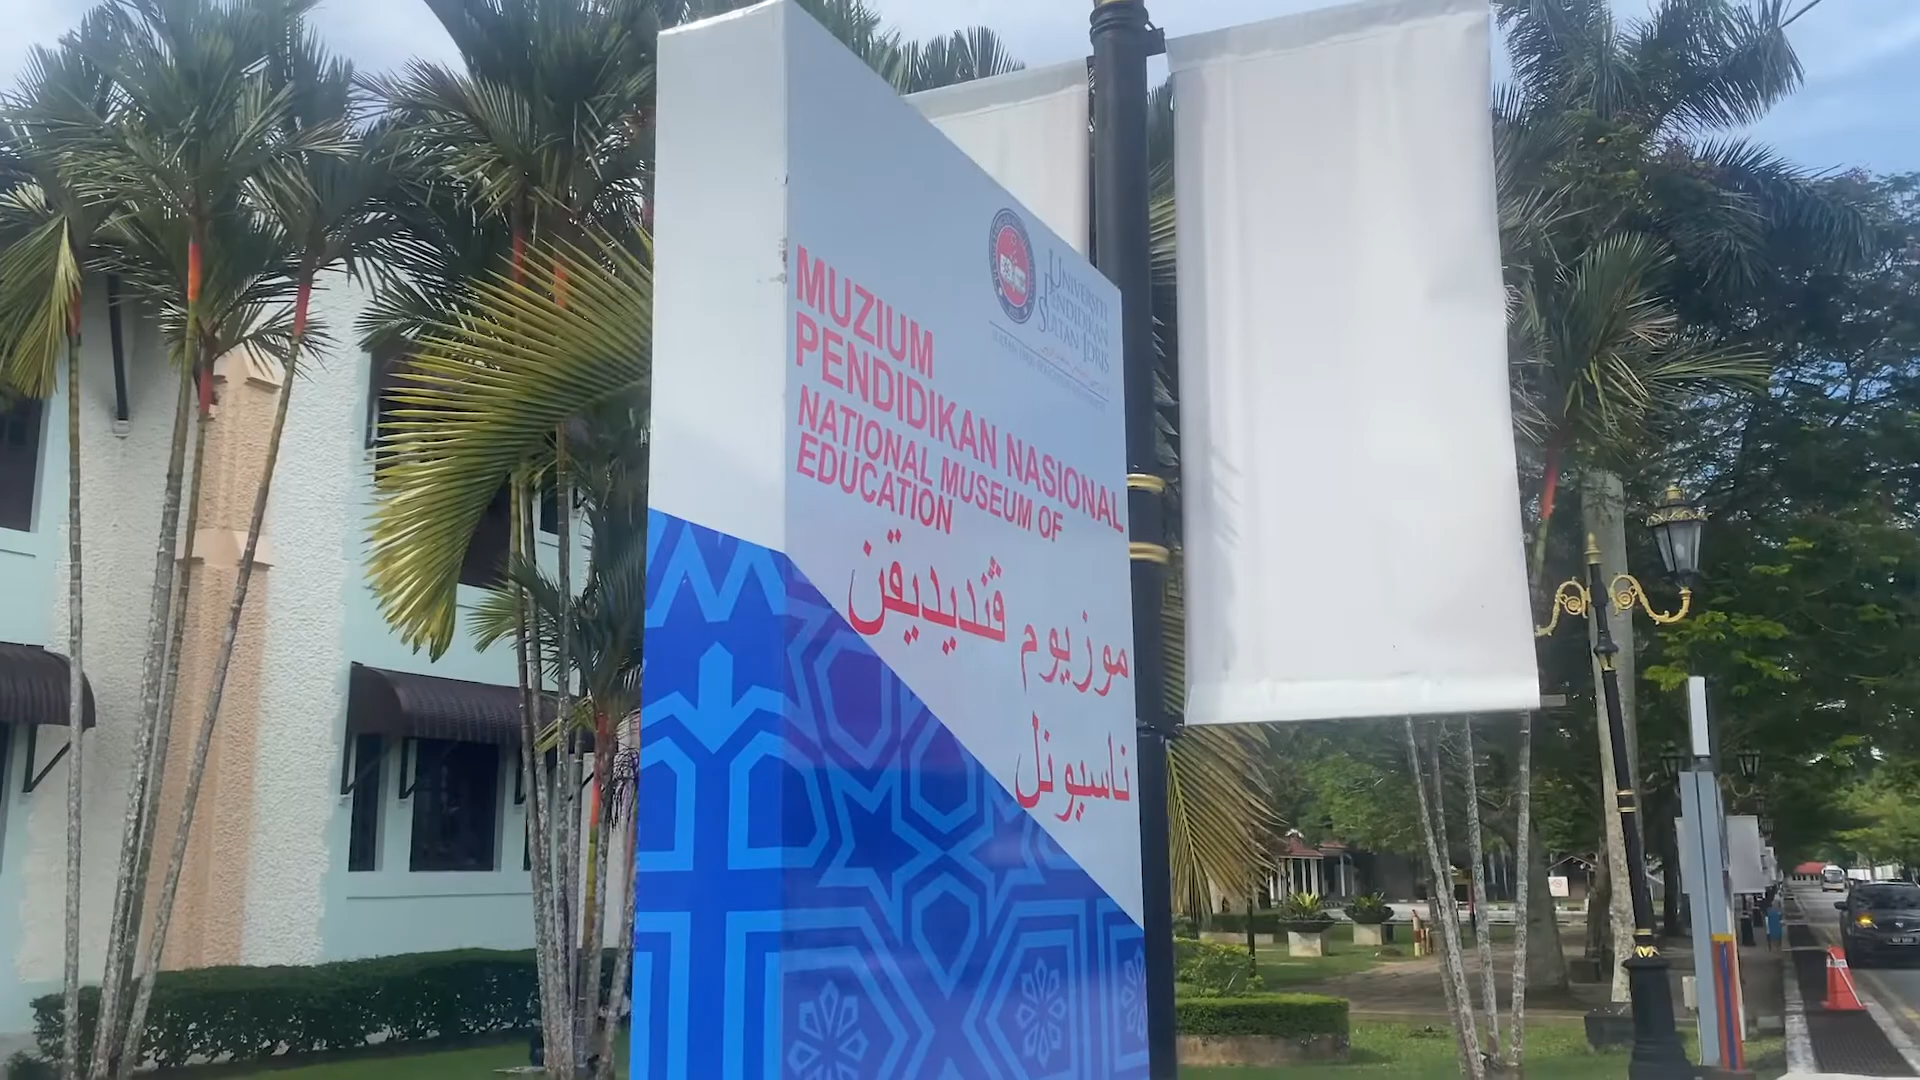 UNIVERSITI
PENDIDIKAN
SULTAN IDRIS
MUZIUM
PENDIDIKAN NASIONAL
NATIONAL MUSEUM OF
EDUCATION
موزيوم ڤنديديقن
ناسيونل